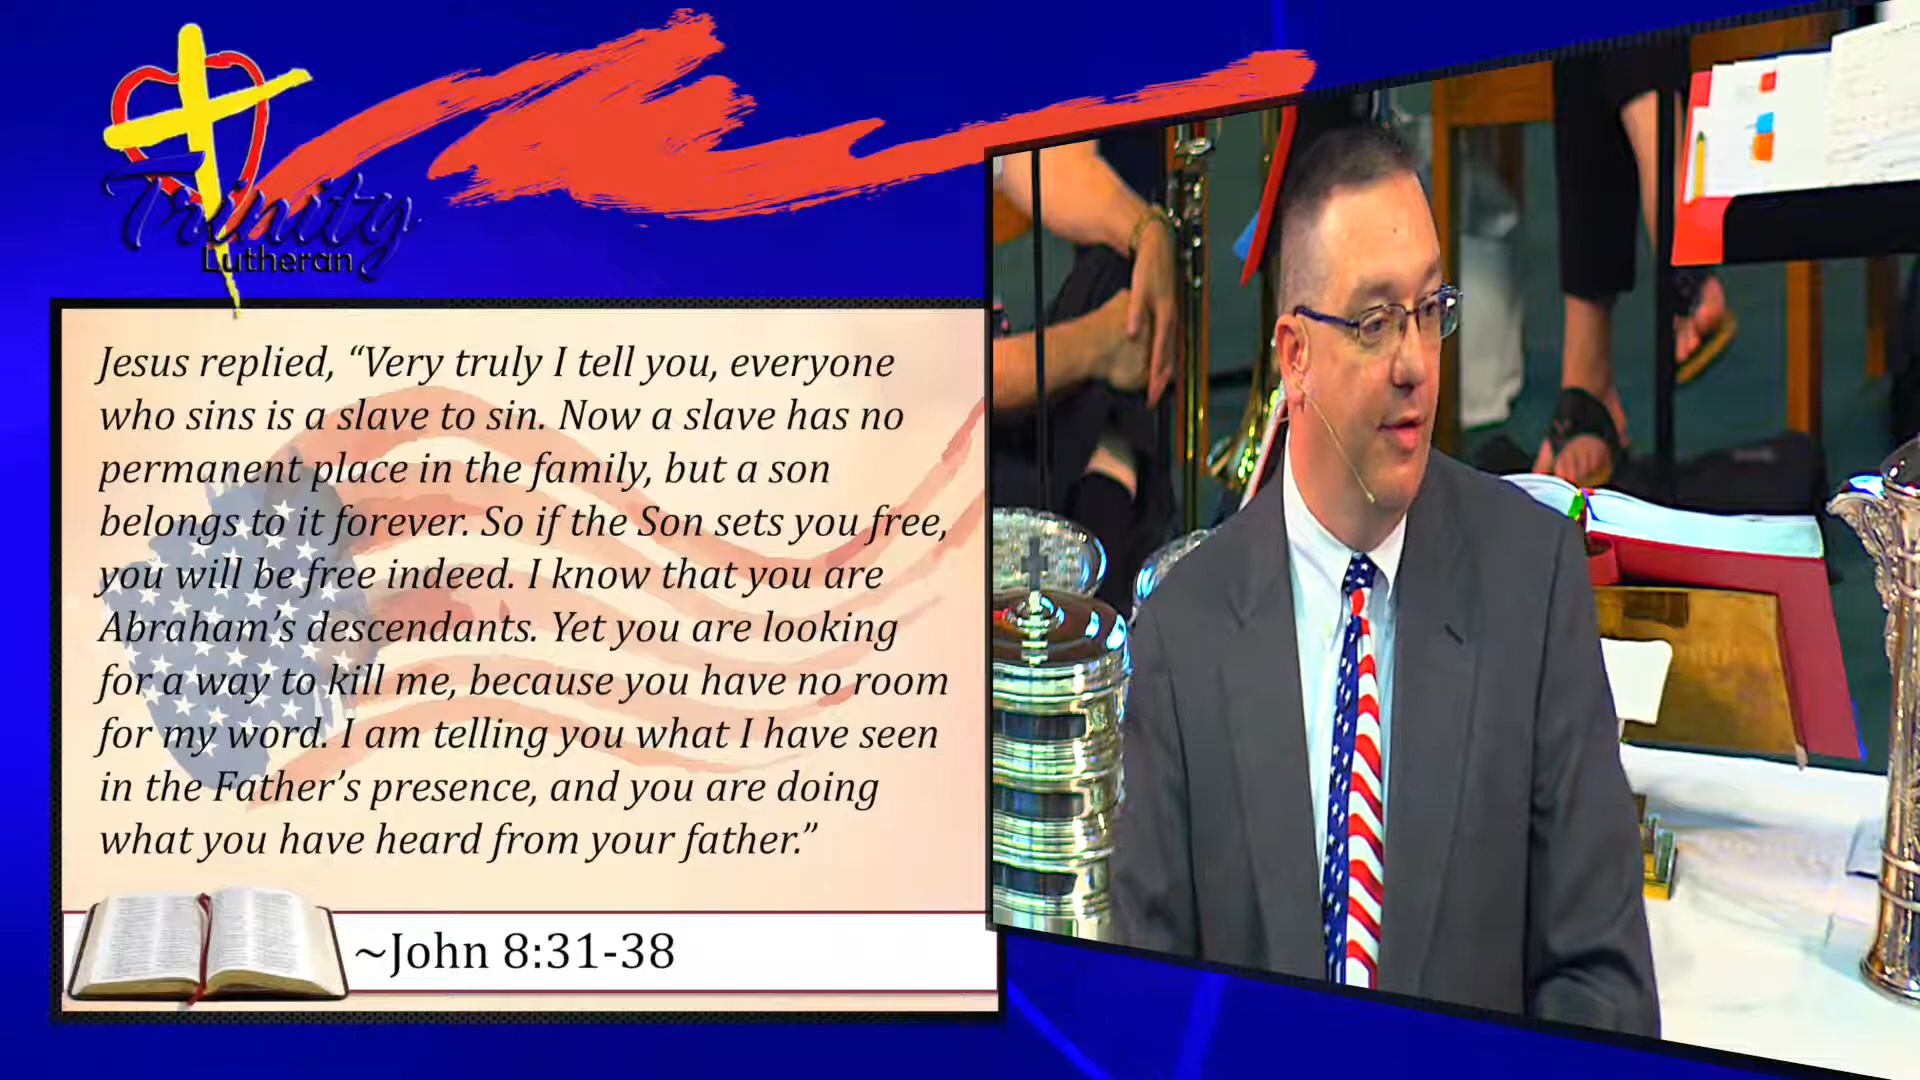 Trinity
Lutheran
Jesus replied, “Very truly I tell you, everyone
who sins is a slave to sin. Now a slave has no
permanent place in the family, but a son
belongs to it forever. So if the Son sets you free,
you will be free indeed. I know that you are
Abraham’s descendants. Yet you are looking
for a way to kill me, because you have no room
for my word. I am telling you what I have seen
in the Father’s presence, and you are doing
what you have heard from your father.”
~John 8:31-38